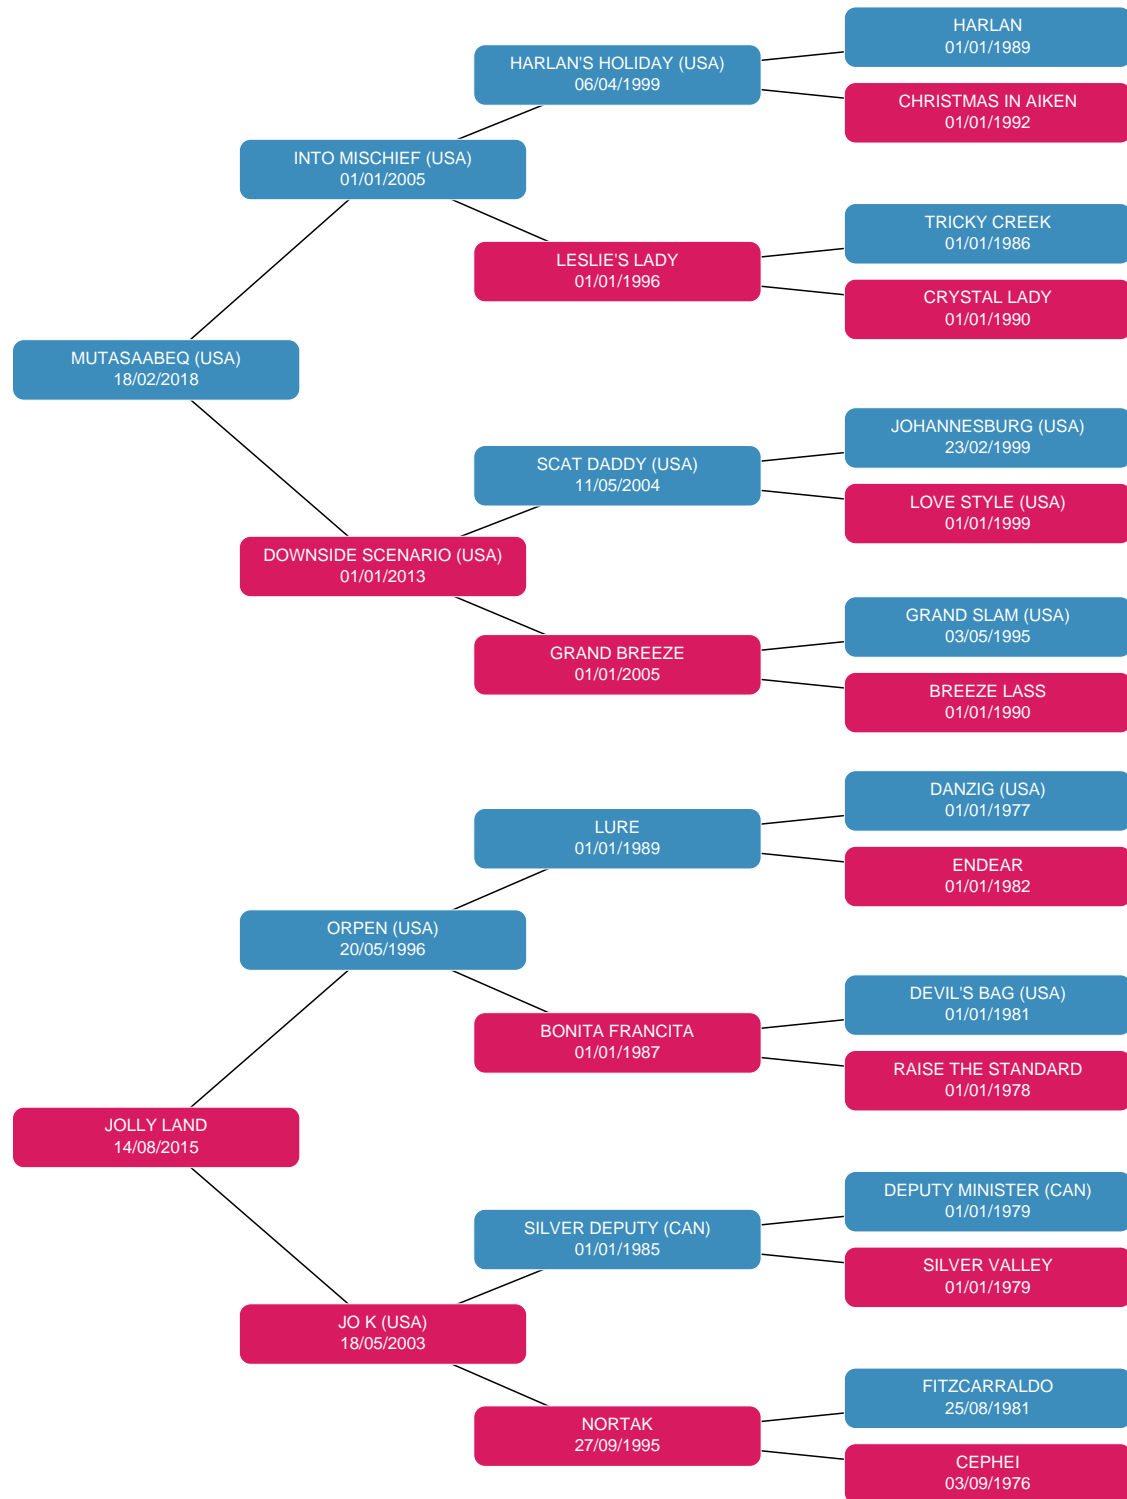 HARLAN
01/01/1989
HARLAN'S HOLIDAY (USA)
06/04/1999
CHRISTMAS IN AIKEN
01/01/1992
INTO MISCHIEF (USA)
01/01/2005
TRICKY CREEK
01/01/1986
LESLIE'S LADY
01/01/1996
CRYSTAL LADY
01/01/1990
MUTASAABEQ (USA)
18/02/2018
JOHANNESBURG (USA)
23/02/1999
SCAT DADDY (USA)
11/05/2004
LOVE STYLE (USA)
01/01/1999
DOWNSIDE SCENARIO (USA)
01/01/2013
GRAND SLAM (USA)
03/05/1995
GRAND BREEZE
01/01/2005
BREEZE LASS
01/01/1990
DANZIG (USA)
01/01/1977
LURE
01/01/1989
ENDEAR
01/01/1982
ORPEN (USA)
20/05/1996
DEVIL'S BAG (USA)
01/01/1981
BONITA FRANCITA
01/01/1987
RAISE THE STANDARD
01/01/1978
JOLLY LAND
14/08/2015
DEPUTY MINISTER (CAN)
01/01/1979
SILVER DEPUTY (CAN)
01/01/1985
SILVER VALLEY
01/01/1979
JO K (USA)
18/05/2003
FITZCARRALDO
25/08/1981
NORTAK
27/09/1995
CEPHEI
03/09/1976